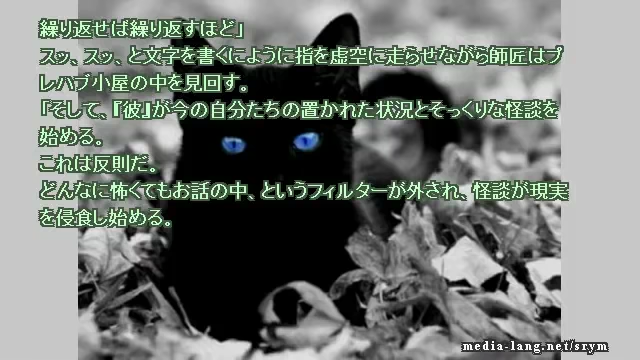 繰り返せば繰り返すほど」
スッ、スッ、と文字を書くにように指を虚空に走らせながら師匠はプ
レハブ小屋の中を見回す。
「そして、『彼』が今の自分たちの置かれた状況とそっくりな怪談を
始める。
これは反則だ。
どんなに怖くてもお話の中、というフィルターが外され、怪談が現実
を侵食し始める。
media-lang.net/srym